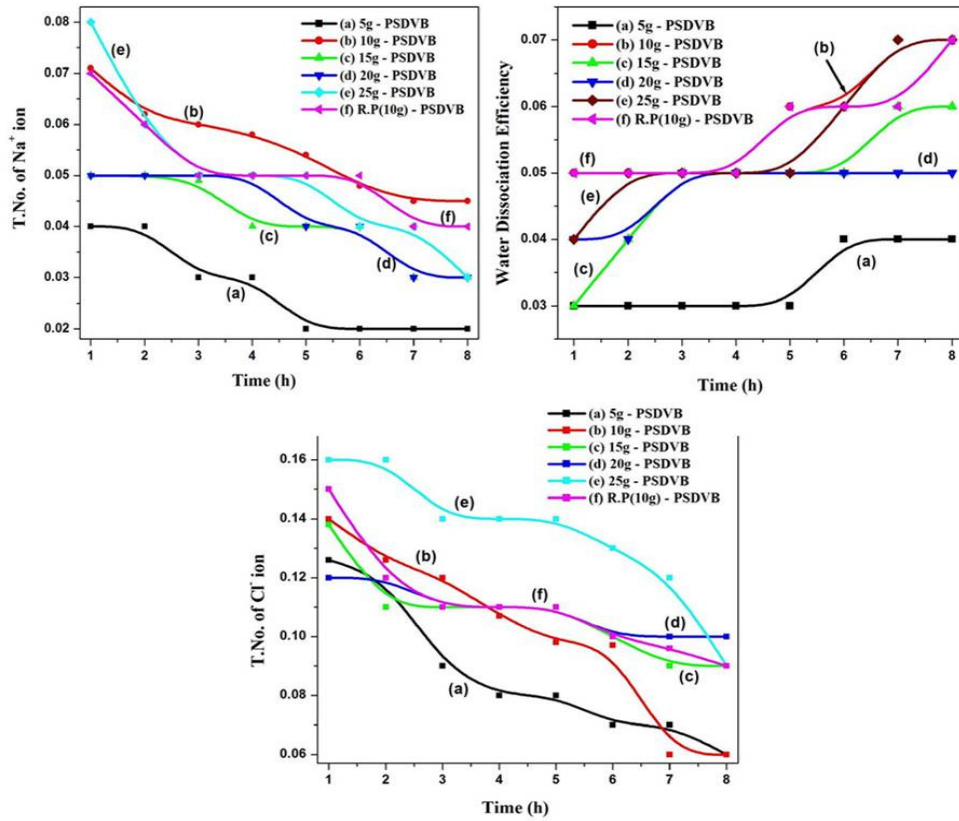 T.No. of Na⁺ ion
0.08
0.07
0.06
0.05
0.04
0.03
0.02
(a) 5g - PSDVB
(b) 10g - PSDVB
(c) 15g - PSDVB
(d) 20g - PSDVB
(e) 25g - PSDVB
(f) R.P(10g) - PSDVB
(e)
(b)
(c)
(f)
(d)
(a)
1 2 3 4 5 6 7 8
Time (h)
Water Dissociation Efficiency
0.07
0.06
0.05
0.04
0.03
(a) 5g - PSDVB
(b) 10g - PSDVB
(c) 15g - PSDVB
(d) 20g - PSDVB
(e) 25g - PSDVB
(f) R.P(10g) - PSDVB
(b)
(f)
(d)
(e)
(c)
(a)
1 2 3 4 5 6 7 8
Time (h)
T.No. of Cl⁻ ion
0.16
0.14
0.12
0.10
0.08
0.06
(a) 5g - PSDVB
(b) 10g - PSDVB
(c) 15g - PSDVB
(d) 20g - PSDVB
(e) 25g - PSDVB
(f) R.P(10g) - PSDVB
(e)
(b)
(f)
(d)
(a)
(c)
1 2 3 4 5 6 7 8
Time (h)